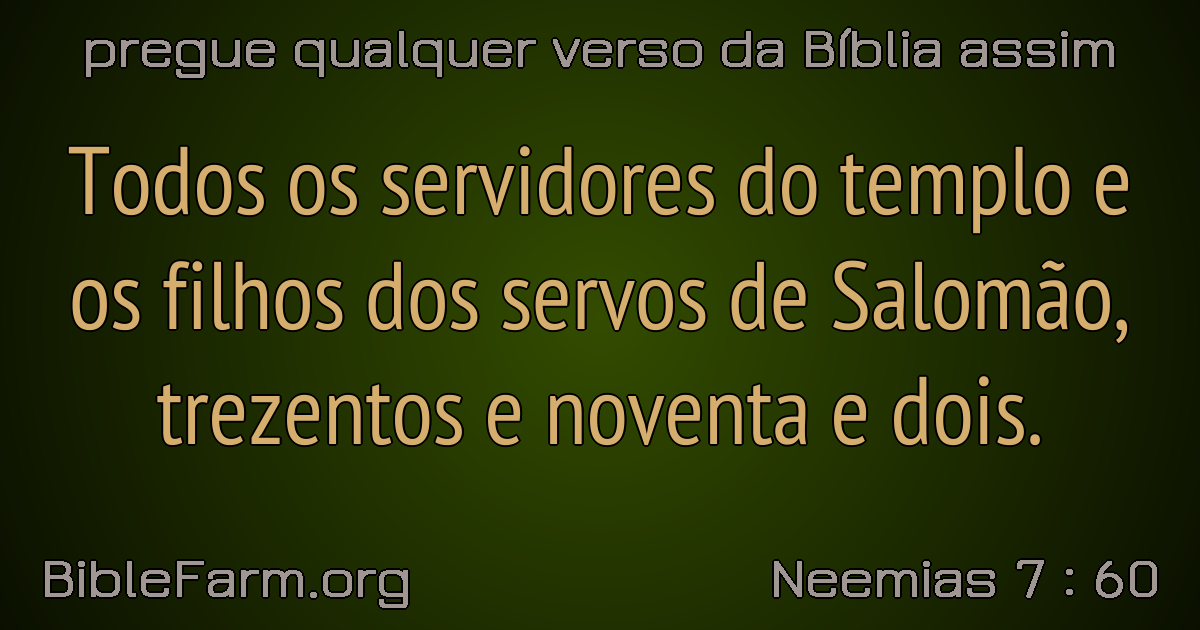 pregue qualquer verso da Bíblia assim
Todos os servidores do templo e
os filhos dos servos de Salomão,
trezentos e noventa e dois.
BibleFarm.org
Neemias 7 : 60